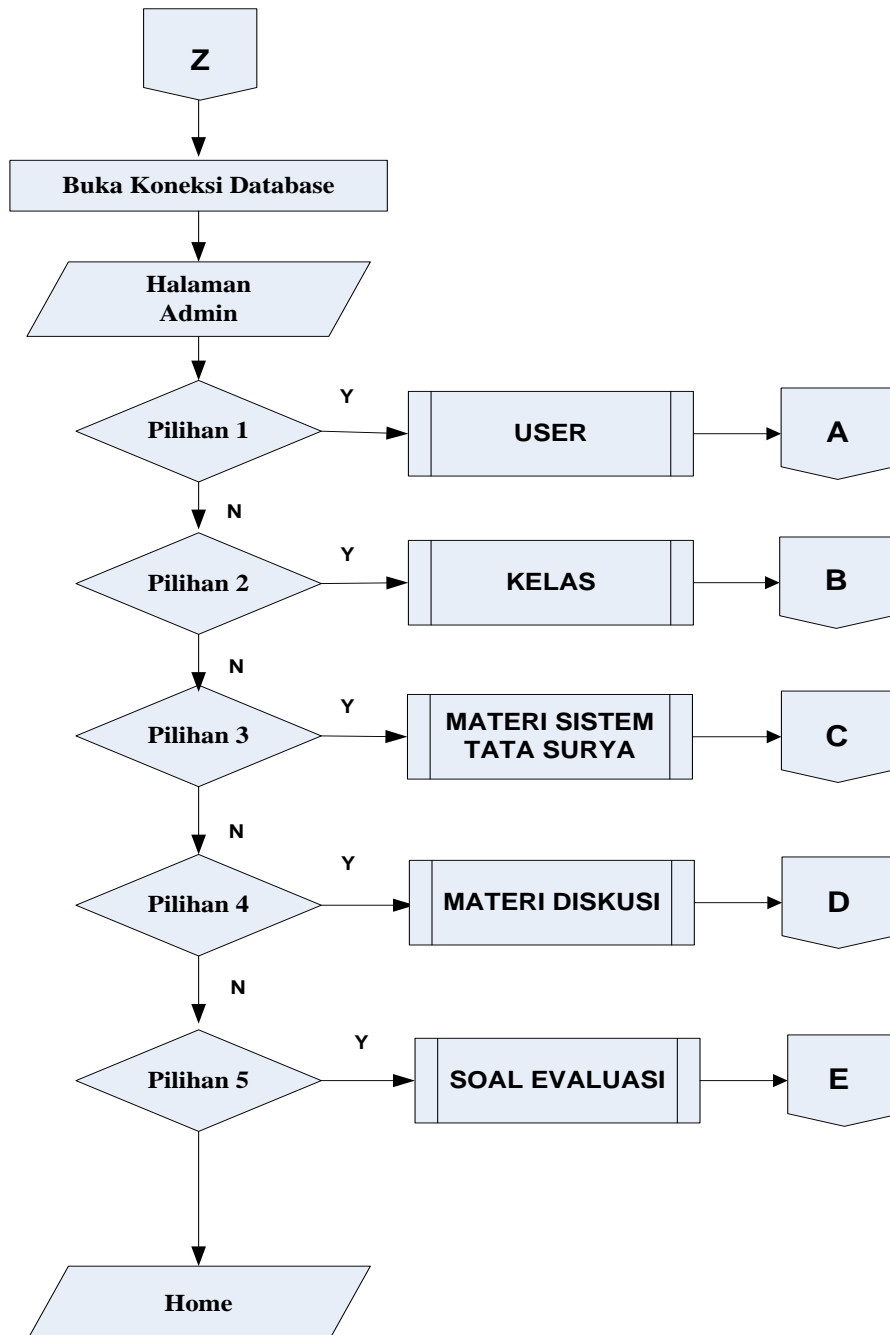 Z
Buka Koneksi Database
Halaman
Admin
Pilihan 1
Y
USER
A
N
Pilihan 2
Y
KELAS
B
N
Pilihan 3
Y
MATERI SISTEM
TATA SURYA
C
N
Pilihan 4
Y
MATERI DISKUSI
D
N
Pilihan 5
Y
SOAL EVALUASI
E
Home